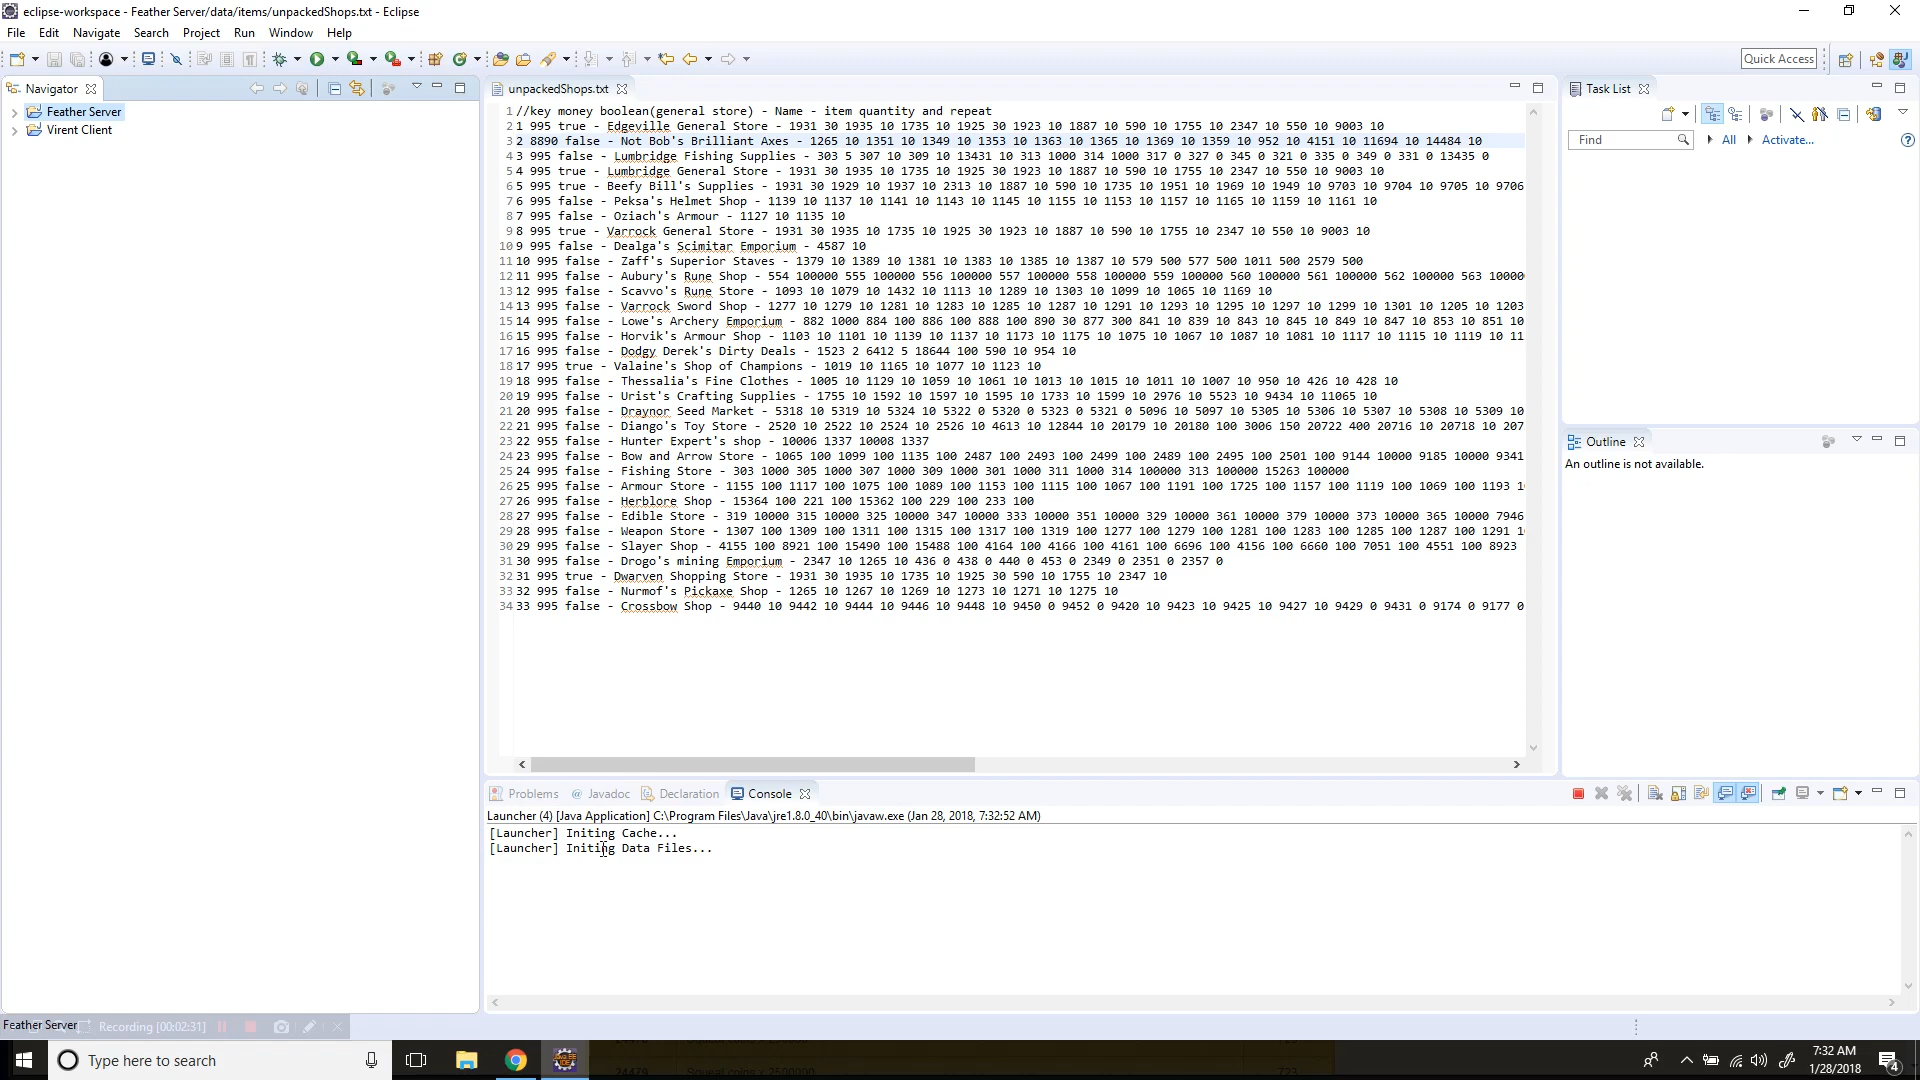 eclipse-workspace - Feather Server/data/items/unpackedShops.txt - Eclipse
File Edit Navigate Search Project Run Window Help
Quick Access
Navigator
Feather Server
Virent Client
unpackedShops.txt
1 //key money boolean(general store) - Name - item quantity and repeat
2 1 995 true - Edgeville General Store - 1931 30 1935 10 1735 10 1925 30 1923 10 1887 10 590 10 1755 10 2347 10 550 10 9003 10
3 2 8890 false - Not Bob's Brilliant Axes - 1265 10 1351 10 1349 10 1353 10 1363 10 1365 10 1369 10 1359 10 952 10 4151 10 11694 10 14484 10
4 3 995 false - Lumbridge Fishing Supplies - 303 5 307 10 309 10 13431 10 313 1000 314 1000 317 0 327 0 345 0 321 0 335 0 349 0 331 0 13435 0
5 4 995 true - Lumbridge General Store - 1931 30 1935 10 1735 10 1925 30 1923 10 1887 10 590 10 1755 10 2347 10 550 10 9003 10
6 5 995 true - Beefy Bill's Supplies - 1931 30 1929 10 1937 10 2313 10 1887 10 590 10 1735 10 1951 10 1969 10 1949 10 9703 10 9704 10 9705 10 9706
7 6 995 false - Peksa's Helmet Shop - 1139 10 1137 10 1141 10 1143 10 1145 10 1155 10 1153 10 1157 10 1165 10 1159 10 1161 10
8 7 995 false - Oziach's Armour - 1127 10 1135 10
9 8 995 true - Varrock General Store - 1931 30 1935 10 1735 10 1925 30 1923 10 1887 10 590 10 1755 10 2347 10 550 10 9003 10
10 9 995 false - Dealga's Scimitar Emporium - 4587 10
11 10 995 false - Zaff's Superior Staves - 1379 10 1389 10 1381 10 1383 10 1385 10 1387 10 579 500 577 500 1011 500 2579 500
12 11 995 false - Aubury's Rune Shop - 554 100000 555 100000 556 100000 557 100000 558 100000 559 100000 560 100000 561 100000 562 100000 563 10000
13 12 995 false - Scavvo's Rune Store - 1093 10 1079 10 1432 10 1113 10 1289 10 1303 10 1099 10 1065 10 1169 10
14 13 995 false - Varrock Sword Shop - 1277 10 1279 10 1281 10 1283 10 1285 10 1287 10 1291 10 1293 10 1295 10 1297 10 1299 10 1301 10 1205 10 1203
15 14 995 false - Lowe's Archery Emporium - 882 1000 884 100 886 100 888 100 890 30 877 300 841 10 839 10 843 10 845 10 849 10 847 10 853 10 851 10
16 15 995 false - Horvik's Armour Shop - 1103 10 1101 10 1139 10 1137 10 1173 10 1175 10 1075 10 1067 10 1087 10 1081 10 1117 10 1115 10 1119 10 11
17 16 995 false - Dodgy Derek's Dirty Deals - 1523 2 6412 5 18644 100 590 10 954 10
18 17 995 true - Valaine's Shop of Champions - 1019 10 1165 10 1077 10 1123 10
19 18 995 false - Thessalia's Fine Clothes - 1005 10 1129 10 1059 10 1061 10 1013 10 1015 10 1011 10 1007 10 950 10 426 10 428 10
20 19 995 false - Urist's Crafting Supplies - 1755 10 1592 10 1597 10 1595 10 1733 10 1599 10 2976 10 5523 10 9434 10 11065 10
21 20 995 false - Draynor Seed Market - 5318 10 5319 10 5324 10 5322 0 5320 0 5323 0 5321 0 5096 10 5097 10 5305 10 5306 10 5307 10 5308 10 5309 10
22 21 995 false - Diango's Toy Store - 2520 10 2522 10 2524 10 2526 10 4613 10 12844 10 20179 10 20180 100 3006 150 20722 400 20716 10 20718 10 207
23 22 955 false - Hunter Expert's shop - 10006 1337 10008 1337
24 23 995 false - Bow and Arrow Store - 1065 100 1099 100 1135 100 2487 100 2493 100 2499 100 2489 100 2495 100 2501 100 9144 10000 9185 10000 9341
25 24 995 false - Fishing Store - 303 1000 305 1000 307 1000 309 1000 301 1000 311 1000 314 100000 313 100000 15263 100000
26 25 995 false - Armour Store - 1155 100 1117 100 1075 100 1089 100 1153 100 1115 100 1067 100 1191 100 1725 100 1157 100 1119 100 1069 100 1193 1
27 26 995 false - Herblore Shop - 15364 100 221 100 15362 100 229 100 233 100
28 27 995 false - Edible Store - 319 10000 315 10000 325 10000 347 10000 333 10000 351 10000 329 10000 361 10000 379 10000 373 10000 365 10000 7946
29 28 995 false - Weapon Store - 1307 100 1309 100 1311 100 1315 100 1317 100 1319 100 1277 100 1279 100 1281 100 1283 100 1285 100 1287 100 1291 1
30 29 995 false - Slayer Shop - 4155 100 8921 100 15490 100 15488 100 4164 100 4166 100 4161 100 6696 100 4156 100 6660 100 7051 100 4551 100 8923
31 30 995 false - Drogo's mining Emporium - 2347 10 1265 10 436 0 438 0 440 0 453 0 2349 0 2351 0 2357 0
32 31 995 true - Dwarven Shopping Store - 1931 30 1935 10 1735 10 1925 30 590 10 1755 10 2347 10
33 32 995 false - Nurmof's Pickaxe Shop - 1265 10 1267 10 1269 10 1273 10 1271 10 1275 10
34 33 995 false - Crossbow Shop - 9440 10 9442 10 9444 10 9446 10 9448 10 9450 0 9452 0 9420 10 9423 10 9425 10 9427 10 9429 0 9431 0 9174 0 9177 0
Task List
Find
All
Activate...
Outline
An outline is not available.
Problems
Javadoc
Declaration
Console
Launcher (4) [Java Application] C:\Program Files\Java\jre1.8.0_40\bin\javaw.exe (Jan 28, 2018, 7:32:52 AM)
[Launcher] Initing Cache...
[Launcher] Initing Data Files...
Feather Server
Recording [00:02:31]
Type here to search
7:32 AM
1/28/2018
4